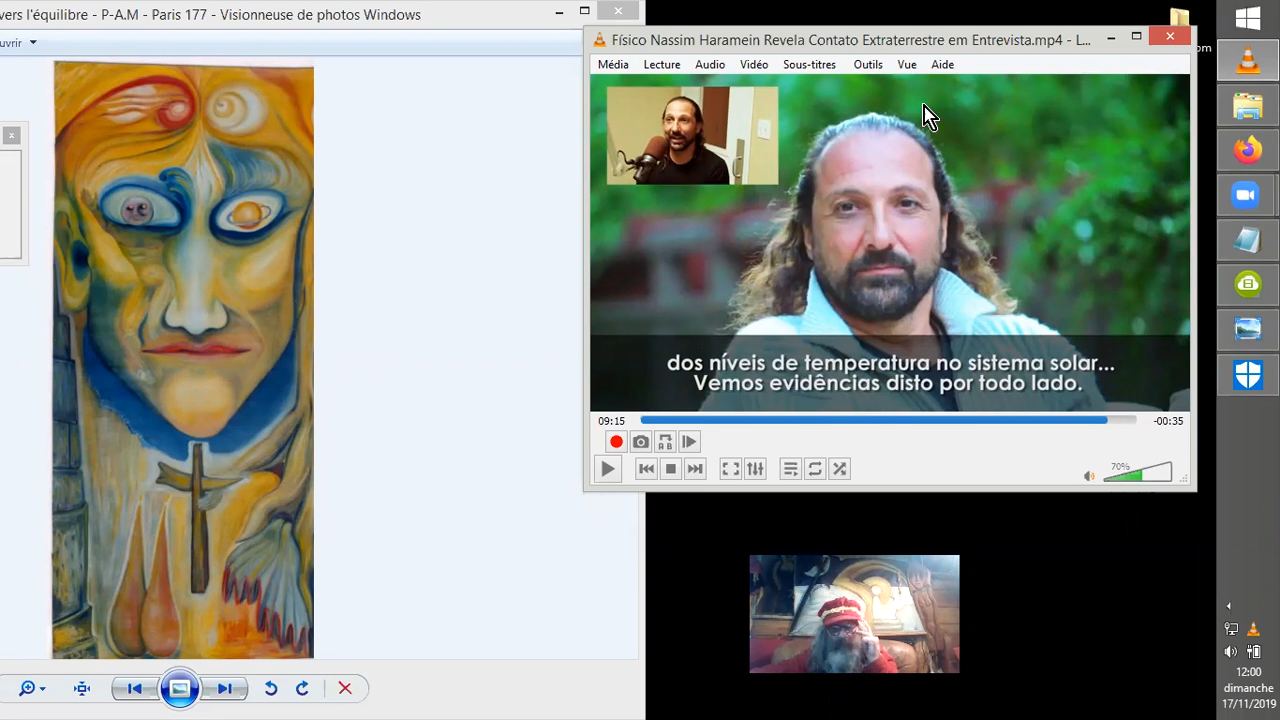 vers l'équilibre - P-A-M - Paris 177 - Visionneuse de photos Windows
uvrir
Físico Nassim Haramein Revela Contato Extraterrestre em Entrevista.mp4 - L...
om
Média Lecture Audio Vidéo Sous-titres Outils Vue Aide
dos níveis de temperatura no sistema solar...
Vemos evidências disto por todo lado.
09:15
-00:35
A B
70%
12:00
dimanche
17/11/2019